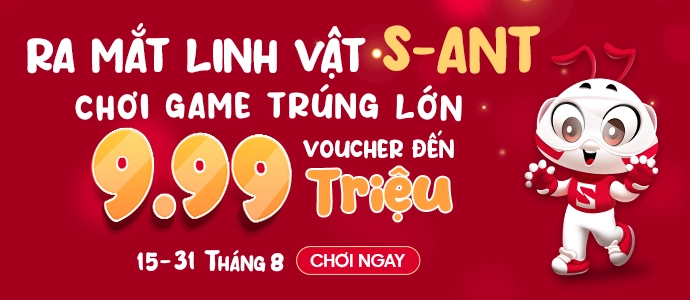 RA MẮT LINH VẬT S-ANT
CHƠI GAME TRÚNG LỚN
9.99 VOUCHER ĐẾN
Triệu
15-31 THÁNG 8 CHƠI NGAY
S